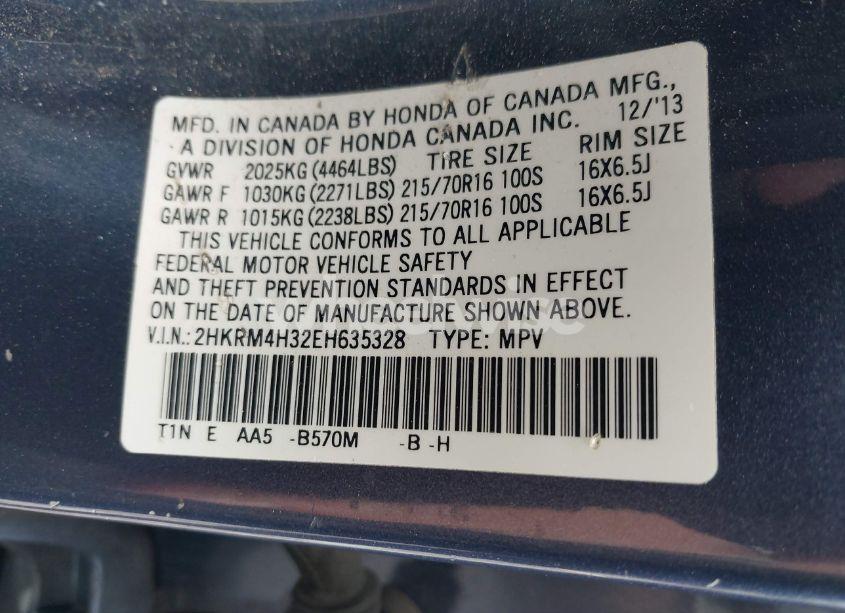 MFD. IN CANADA BY HONDA OF CANADA MFG.,
A DIVISION OF HONDA CANADA INC. 12/'13
GVWR 2025KG (4464LBS) TIRE SIZE RIM SIZE
GAWR F 1030KG (2271LBS) 215/70R16 100S 16X6.5J
GAWR R 1015KG (2238LBS) 215/70R16 100S 16X6.5J
THIS VEHICLE CONFORMS TO ALL APPLICABLE
FEDERAL MOTOR VEHICLE SAFETY
AND THEFT PREVENTION STANDARDS IN EFFECT
ON THE DATE OF MANUFACTURE SHOWN ABOVE.
V.I.N.: 2HKRM4H32EH635328 TYPE: MPV
T1N E AA5 -B570M -B -H